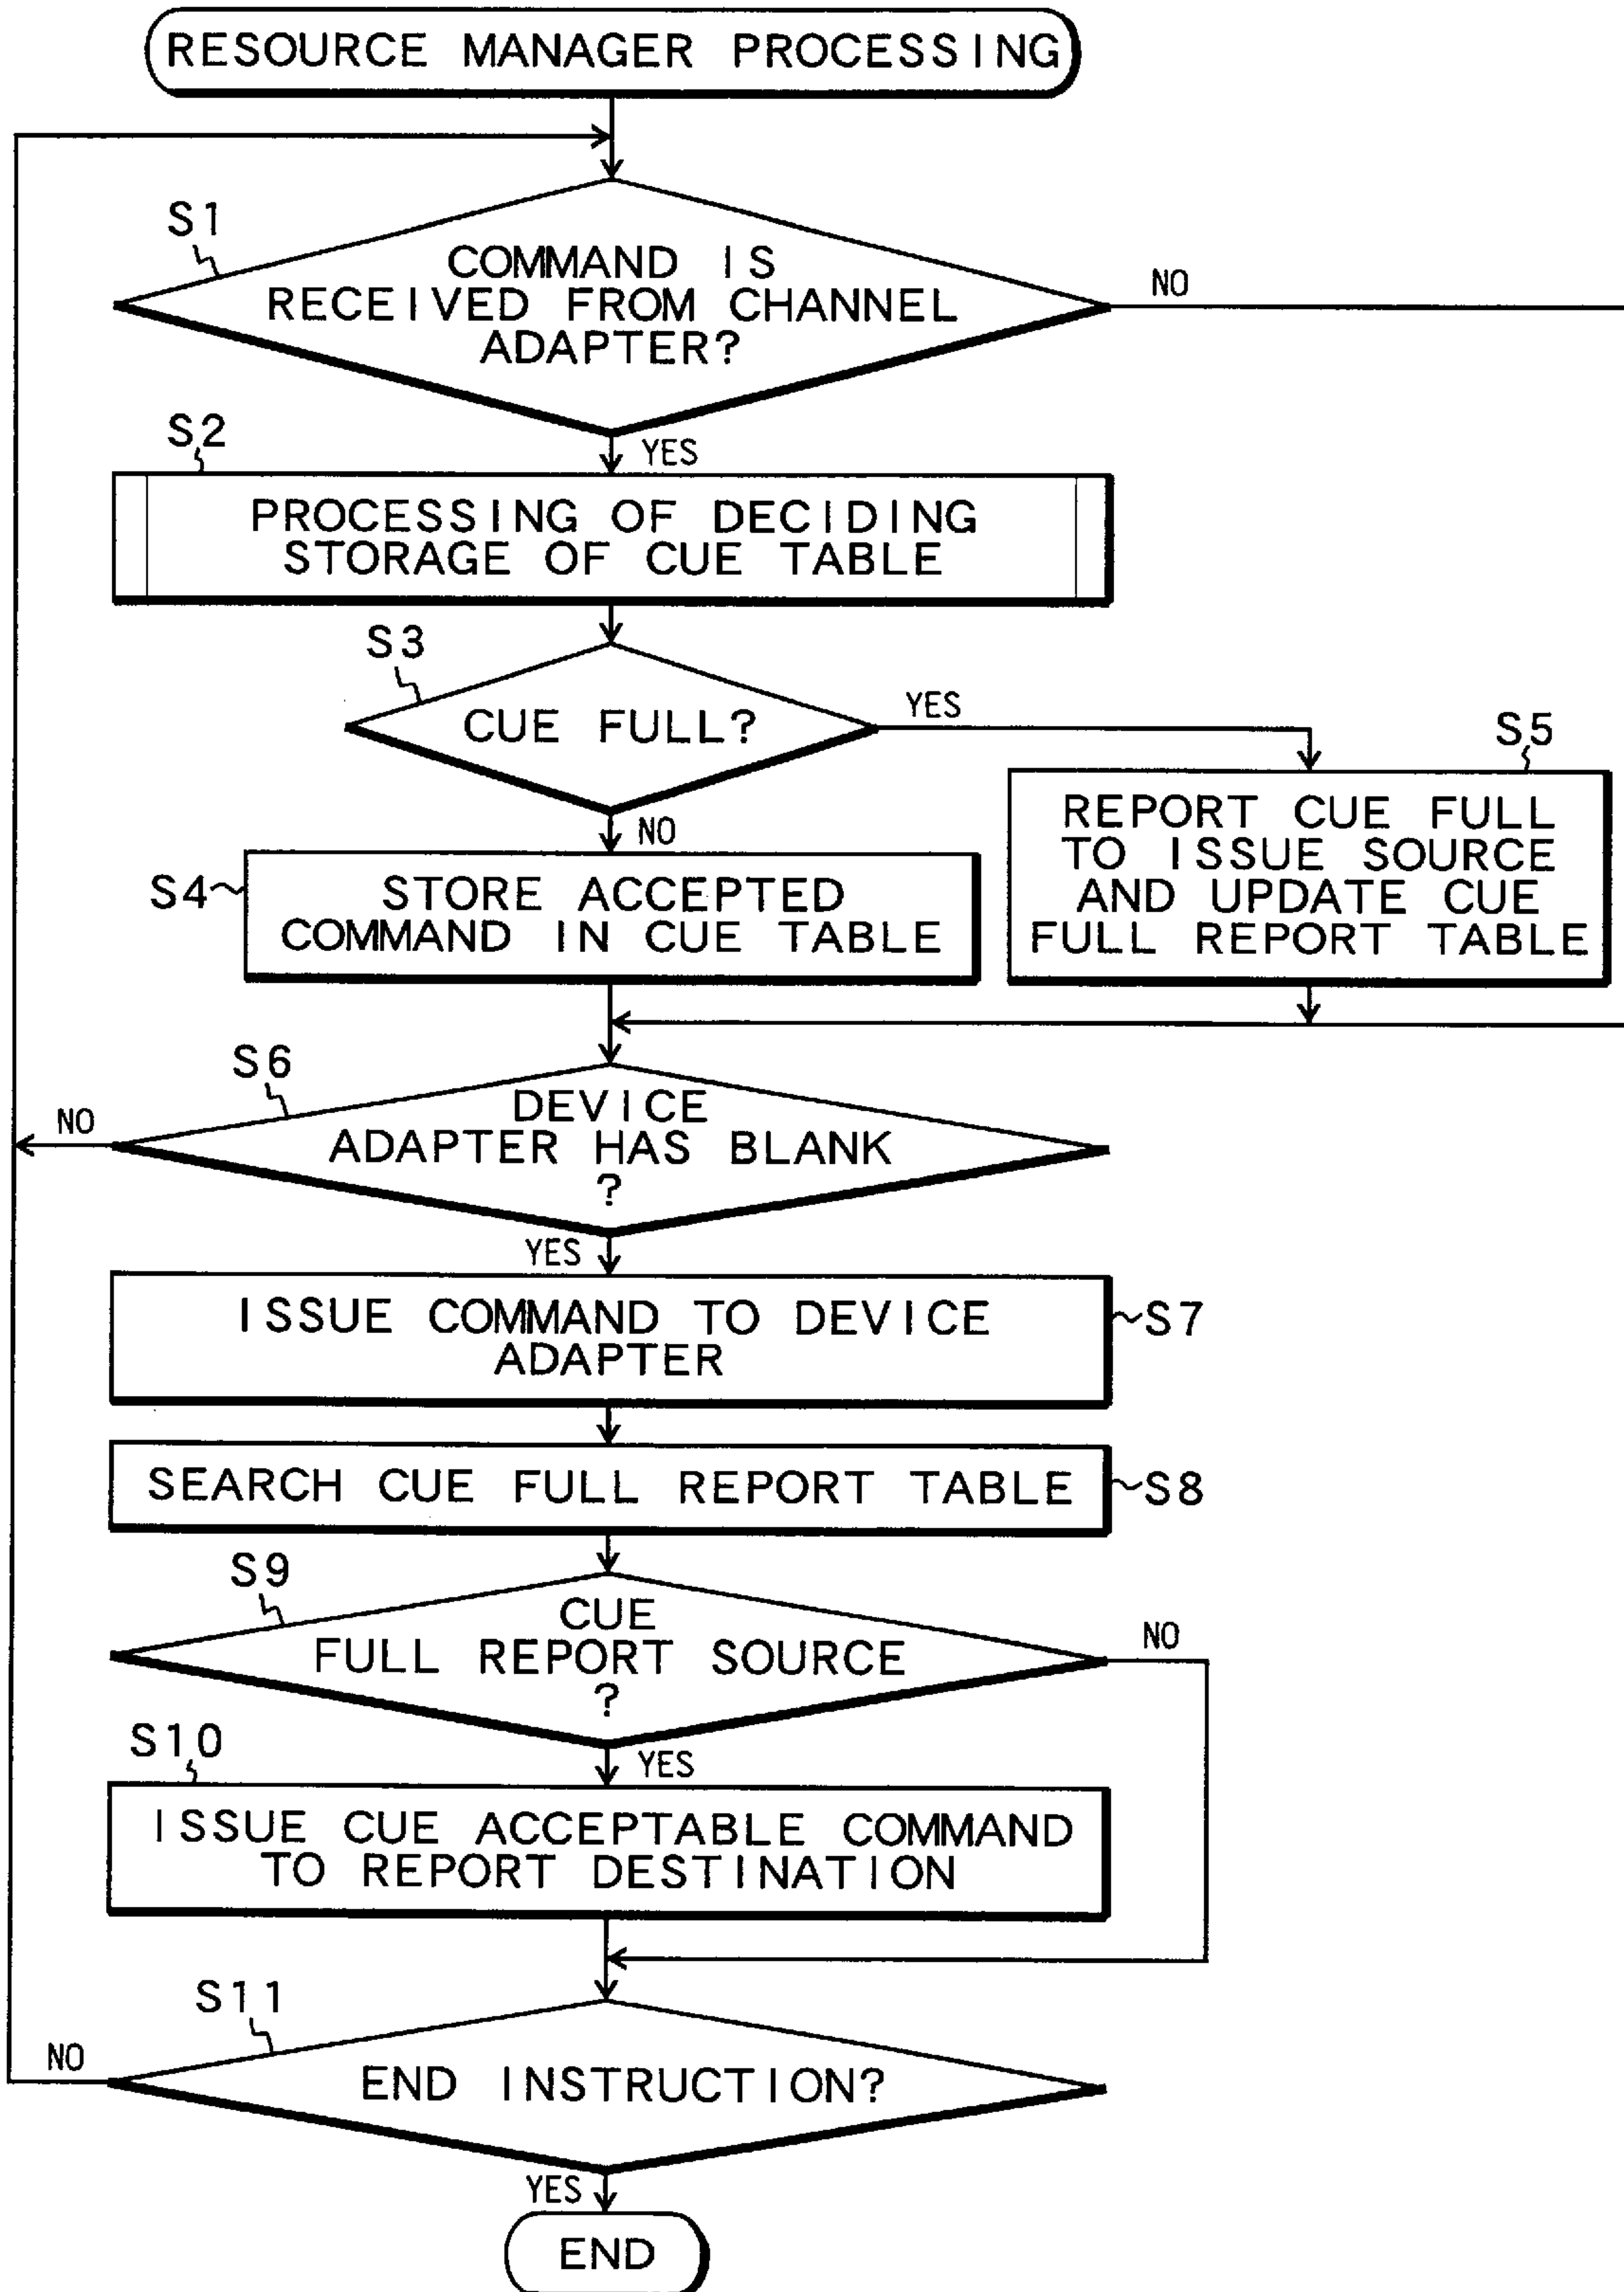 RESOURCE MANAGER PROCESSING
S1
COMMAND IS
RECEIVED FROM CHANNEL
ADAPTER?
NO
S2
YES
PROCESSING OF DECIDING
STORAGE OF CUE TABLE
S3
CUE FULL?
YES
S5
NO
REPORT CUE FULL
TO ISSUE SOURCE
AND UPDATE CUE
FULL REPORT TABLE
S4
STORE ACCEPTED
COMMAND IN CUE TABLE
S6
NO
DEVICE
ADAPTER HAS BLANK
?
YES
ISSUE COMMAND TO DEVICE
ADAPTER
S7
SEARCH CUE FULL REPORT TABLE
S8
S9
CUE
FULL REPORT SOURCE
?
NO
S10
YES
ISSUE CUE ACCEPTABLE COMMAND
TO REPORT DESTINATION
S11
NO
END INSTRUCTION?
YES
END